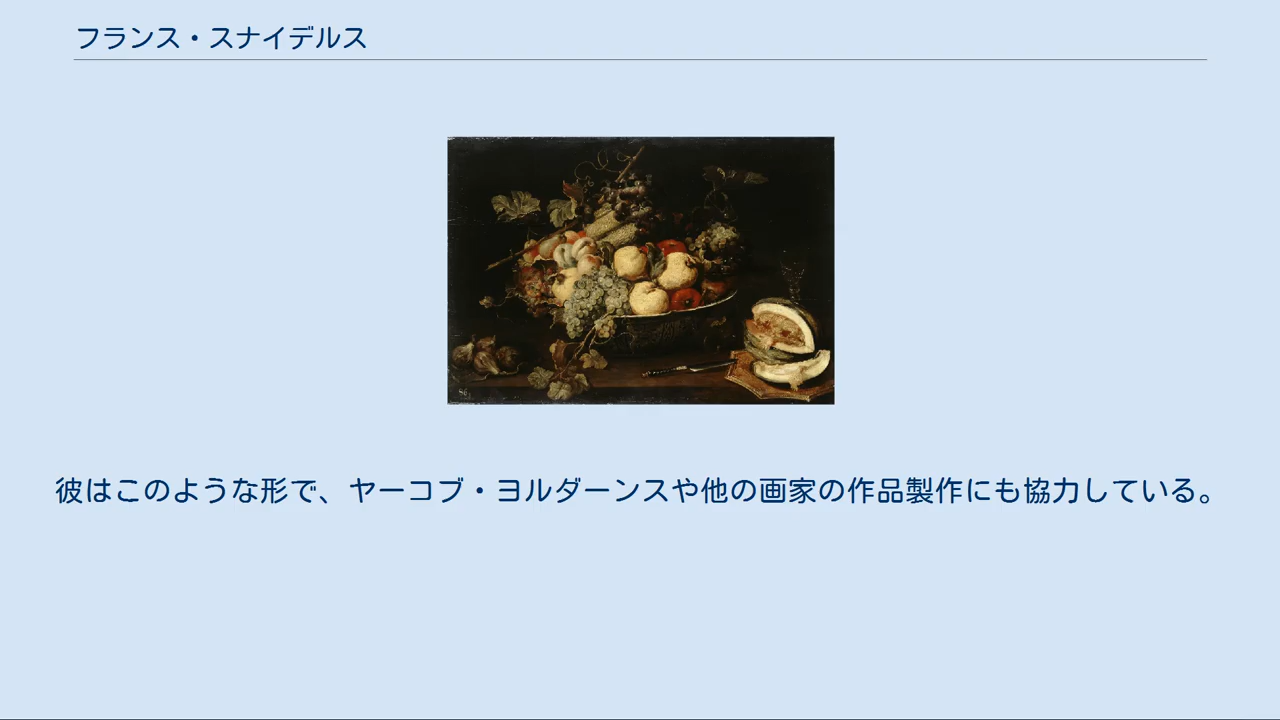 フランス・スナイデルス
彼はこのような形で、ヤーコブ・ヨルダーンスや他の画家の作品製作にも協力している。